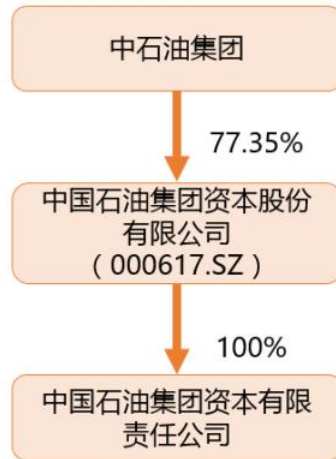 中石油集团
77.35%
中国石油集团资本股份
有限公司
（000617.SZ）
100%
中国石油集团资本有限
责任公司